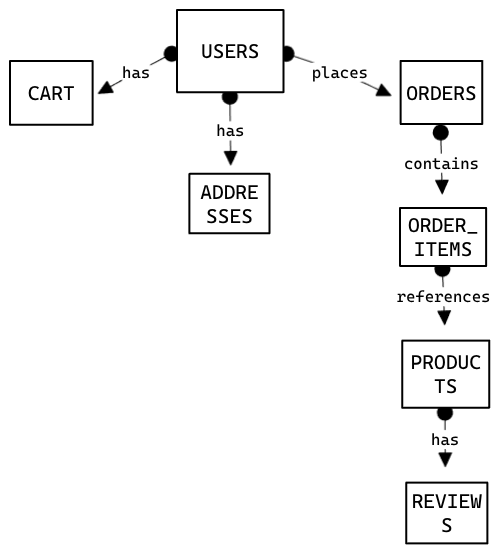 USERS
has
places
CART
ORDERS
has
contains
ADDRE
SSES
ORDER_
ITEMS
references
PRODUC
TS
has
REVIEW
S